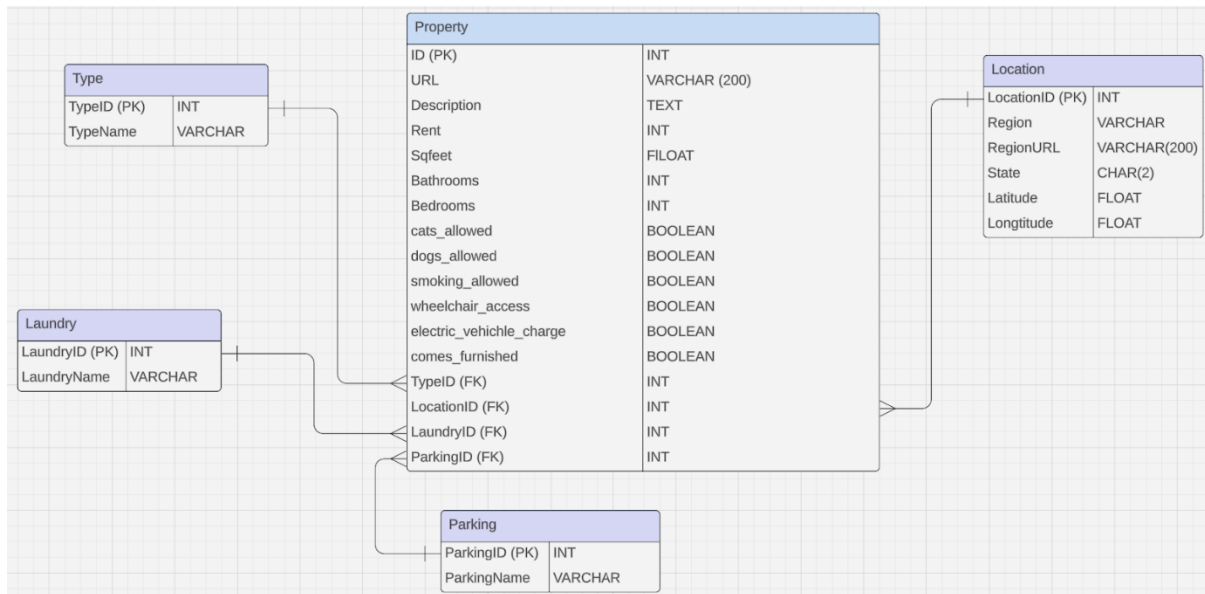 Property
ID (PK) INT
URL VARCHAR (200)
Description TEXT
Rent INT
Sqfeet FlLOAT
Bathrooms INT
Bedrooms INT
cats_allowed BOOLEAN
dogs_allowed BOOLEAN
smoking_allowed BOOLEAN
wheelchair_access BOOLEAN
electric_vehichle_charge BOOLEAN
comes_furnished BOOLEAN
TypeID (FK) INT
LocationID (FK) INT
LaundryID (FK) INT
ParkingID (FK) INT
Type
TypeID (PK) INT
TypeName VARCHAR
Location
LocationID (PK) INT
Region VARCHAR
RegionURL VARCHAR(200)
State CHAR(2)
Latitude FLOAT
Longtitude FLOAT
Laundry
LaundryID (PK) INT
LaundryName VARCHAR
Parking
ParkingID (PK) INT
ParkingName VARCHAR